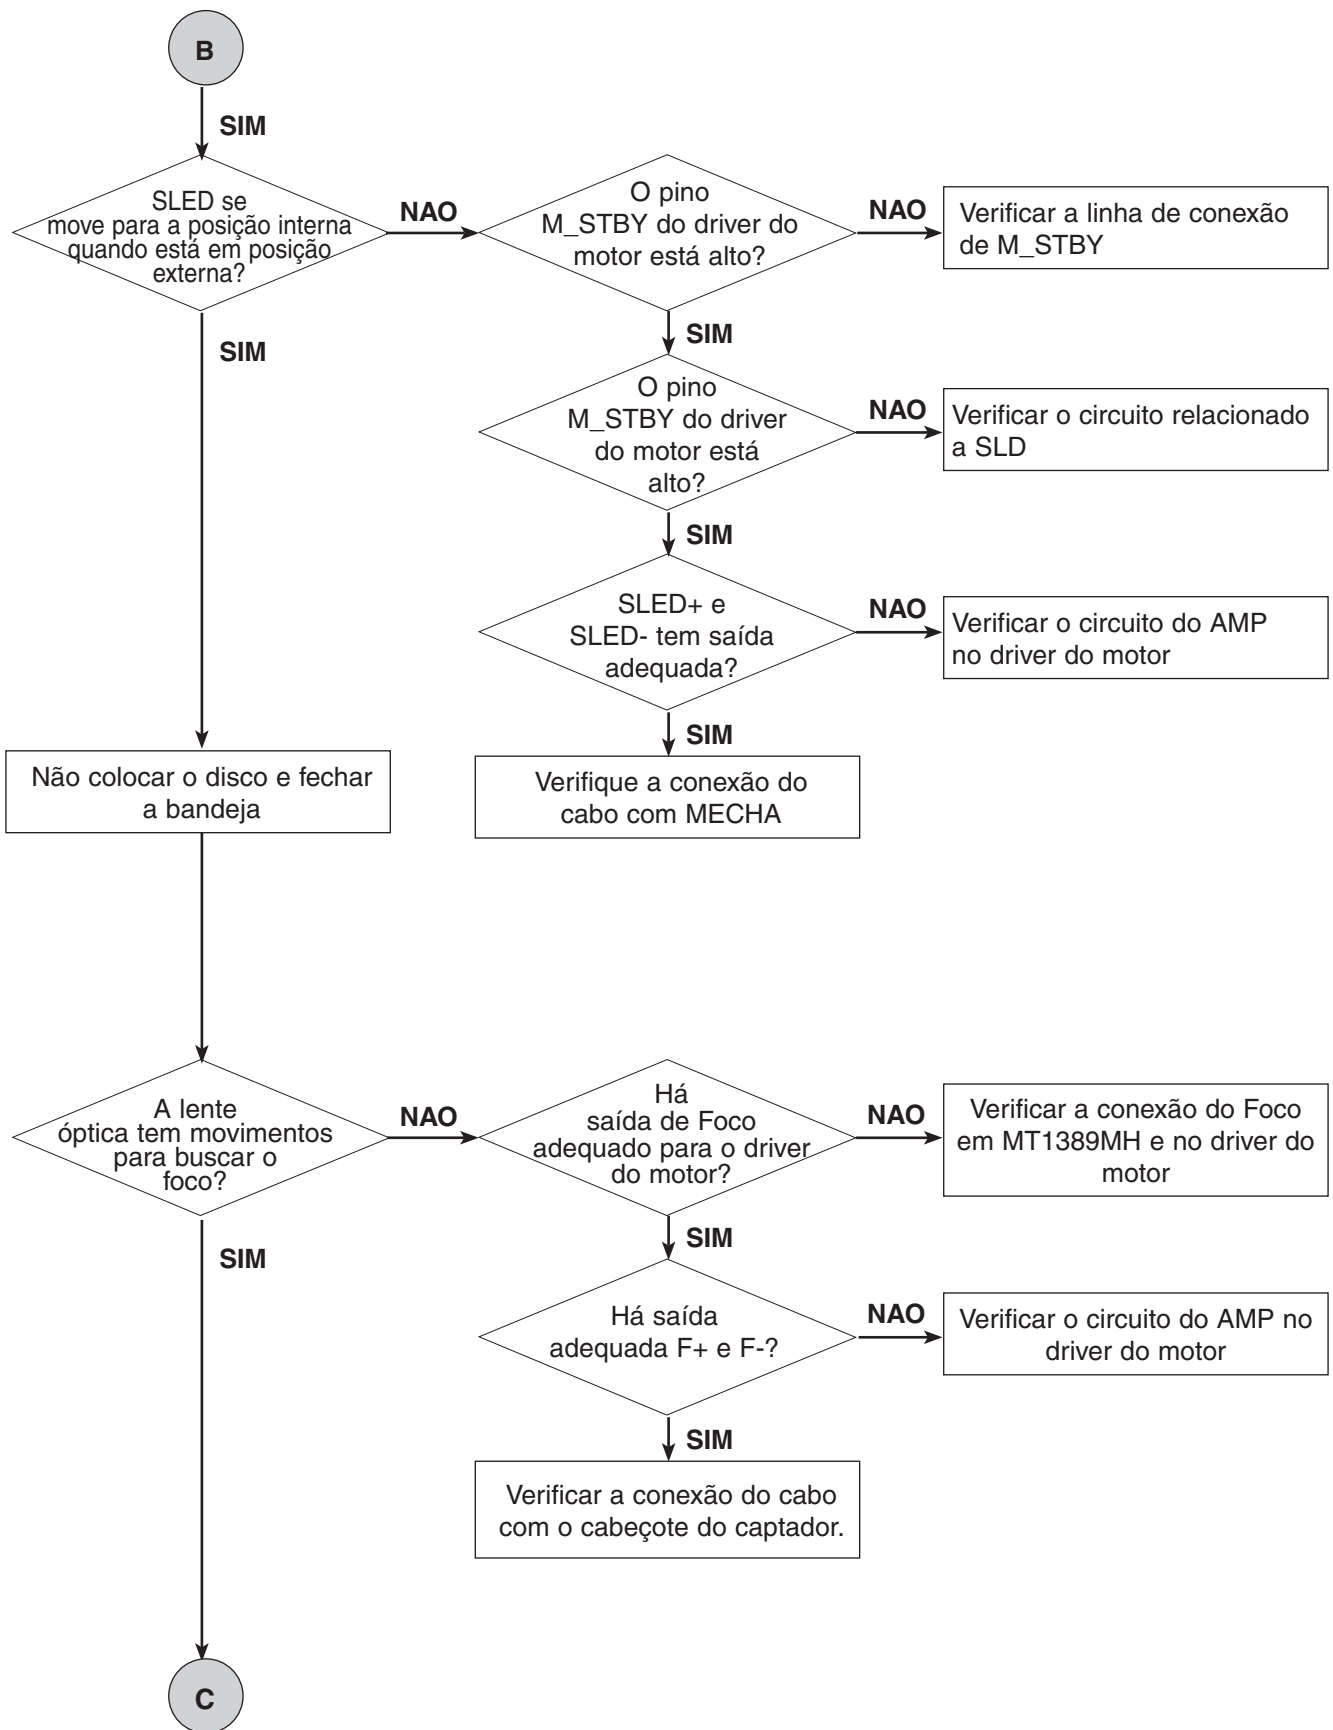 B
SIM
SLED se
move para a posição interna
quando está em posição
externa?
NAO
O pino
M_STBY do driver do
motor está alto?
NAO
Verificar a linha de conexão
de M_STBY
SIM
SIM
O pino
M_STBY do driver
do motor está
alto?
NAO
Verificar o circuito relacionado
a SLD
SIM
SLED+ e
SLED- tem saída
adequada?
NAO
Verificar o circuito do AMP
no driver do motor
SIM
Não colocar o disco e fechar
a bandeja
Verifique a conexão do
cabo com MECHA
A lente
óptica tem movimentos
para buscar o
foco?
NAO
Há
saída de Foco
adequado para o driver
do motor?
NAO
Verificar a conexão do Foco
em MT1389MH e no driver do
motor
SIM
SIM
Há saída
adequada F+ e F-?
NAO
Verificar o circuito do AMP no
driver do motor
SIM
Verificar a conexão do cabo
com o cabeçote do captador.
C